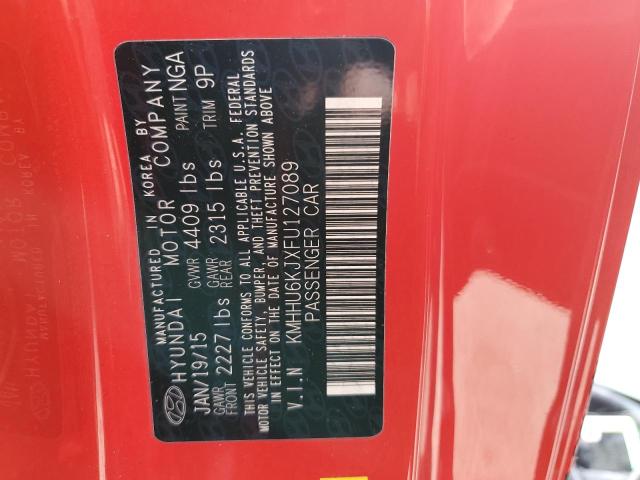 MANUFACTURED IN KOREA BY
HYUNDAI MOTOR COMPANY
JAN/19/15 GVWR 4409 lbs PAINT NGA
GAWR FRONT 2227 lbs GAWR REAR 2315 lbs TRIM 9P
CONFORMS TO ALL APPLICABLE U.S.A. FEDERAL
MOTOR VEHICLE SAFETY, BUMPER, AND THEFT PREVENTION STANDARDS
IN EFFECT ON THE DATE OF MANUFACTURE SHOWN ABOVE
V.I.N KMHHU6KJXFU127089
PASSENGER CAR